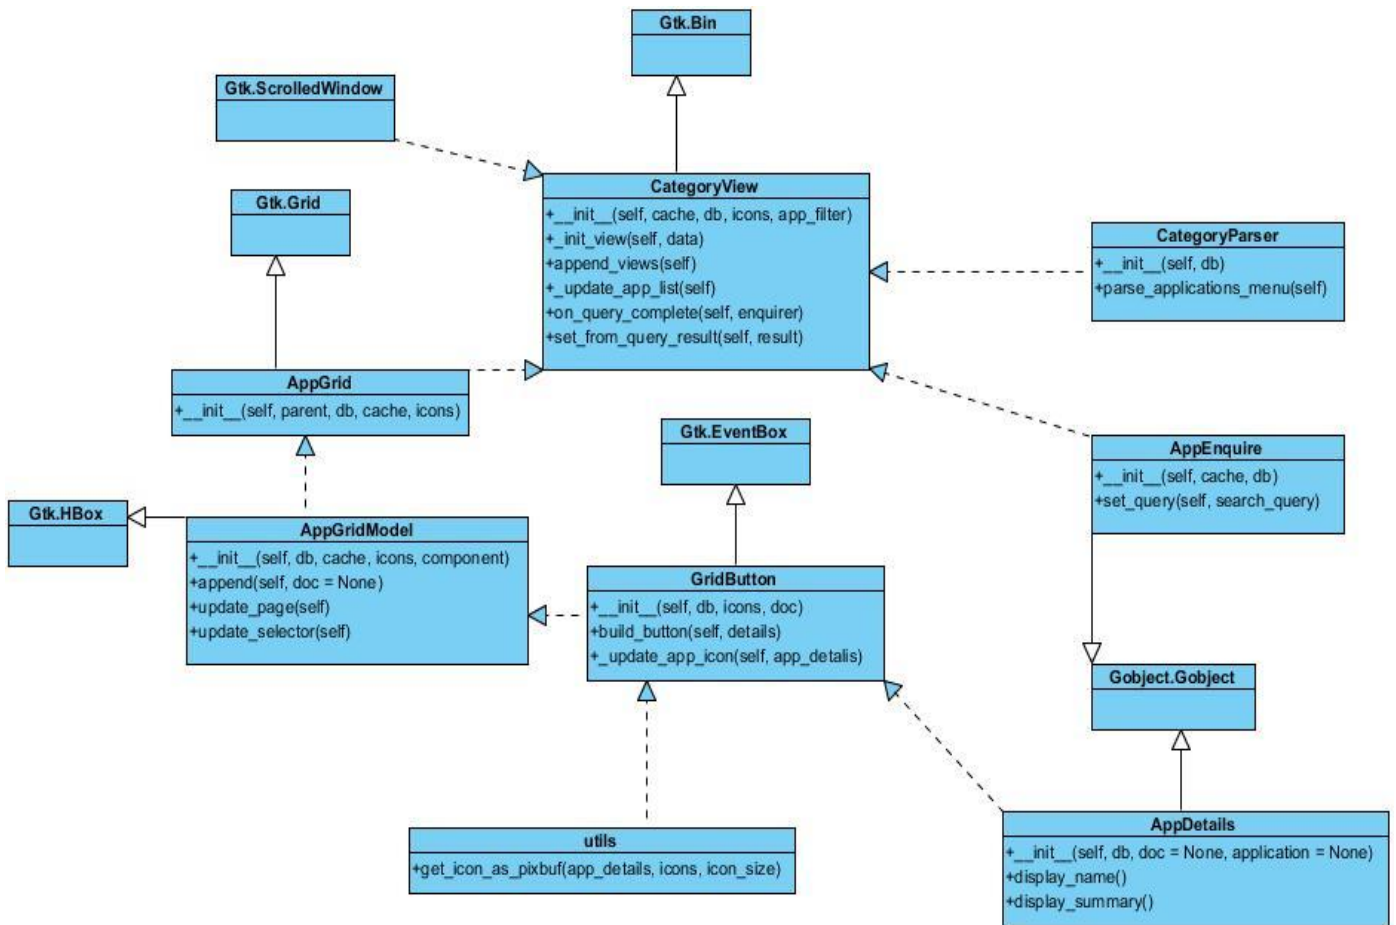 Gtk.Bin
Gtk.ScrolledWindow
CategoryView
+__init__(self, cache, db, icons, app_filter)
+_init_view(self, data)
+append_views(self)
+_update_app_list(self)
+on_query_complete(self, enquirer)
+set_from_query_result(self, result)
Gtk.Grid
CategoryParser
+__init__(self, db)
+parse_applications_menu(self)
AppGrid
+__init__(self, parent, db, cache, icons)
Gtk.EventBox
AppEnquire
+__init__(self, cache, db)
+set_query(self, search_query)
Gtk.HBox
AppGridModel
+__init__(self, db, cache, icons, component)
+append(self, doc = None)
+update_page(self)
+update_selector(self)
GridButton
+__init__(self, db, icons, doc)
+build_button(self, details)
+_update_app_icon(self, app_detalis)
Gobject.Gobject
utils
+get_icon_as_pixbuf(app_details, icons, icon_size)
AppDetails
+__init__(self, db, doc = None, application = None)
+display_name()
+display_summary()